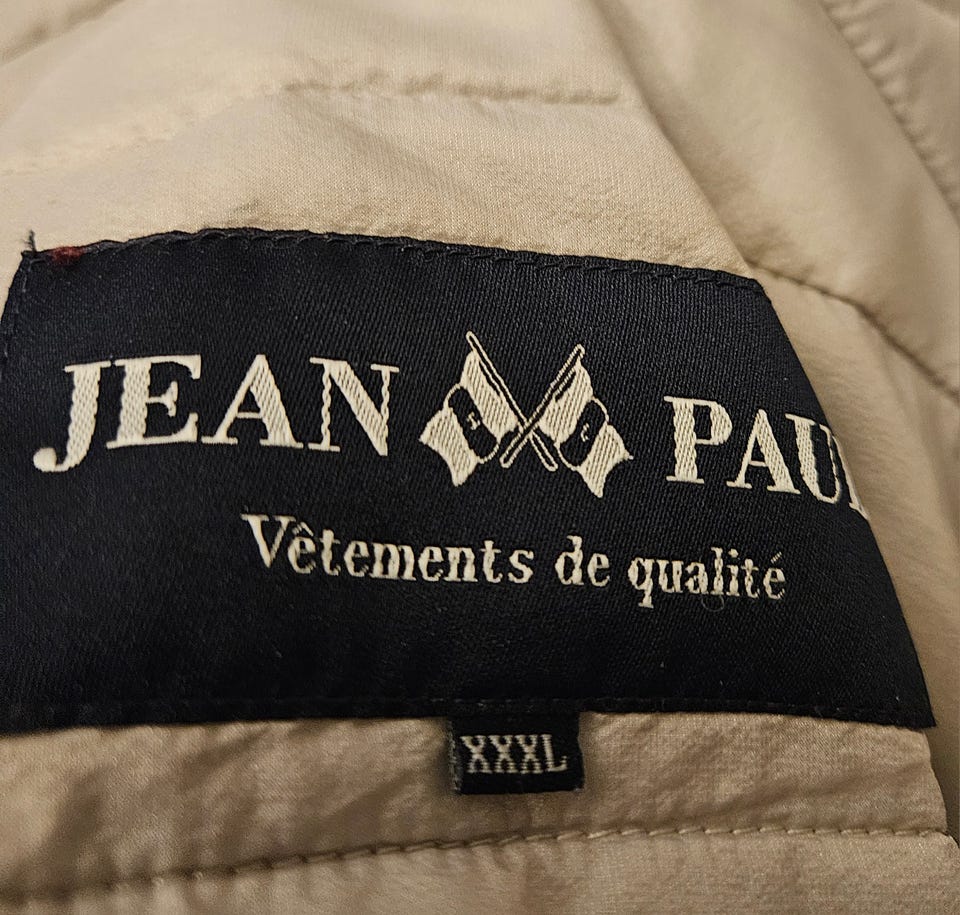 JEAN PAUL
Vêtements de qualité
XXXL